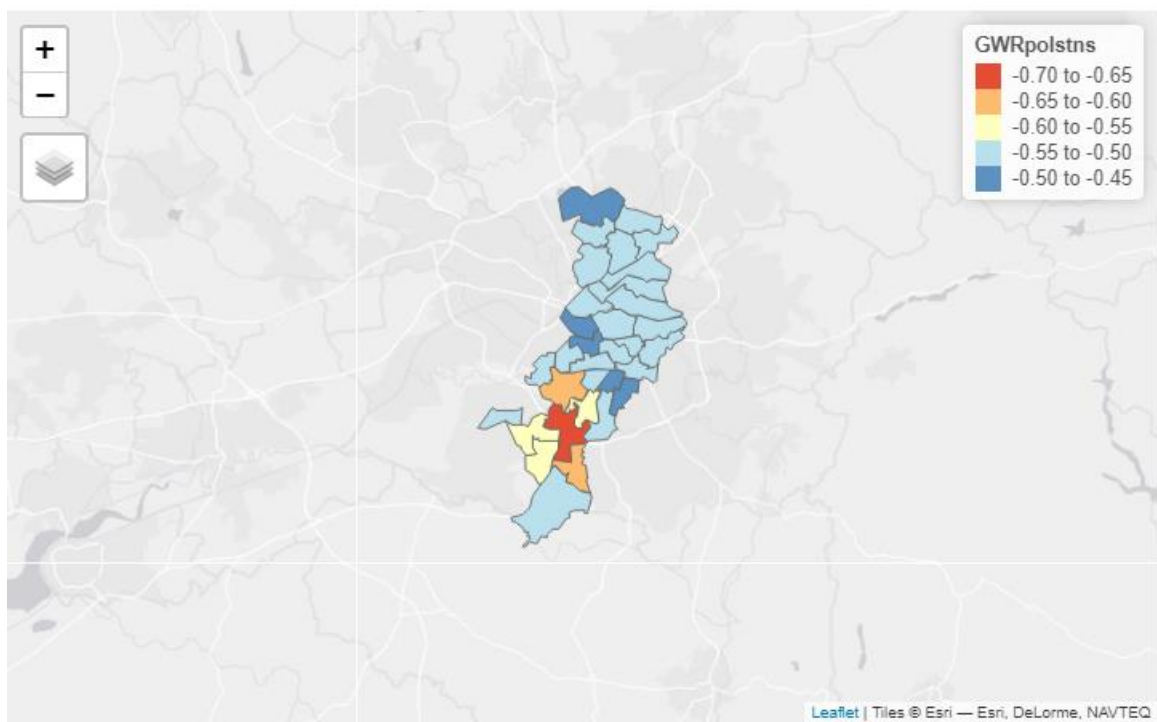 +
−
GWRpolstns
-0.70 to -0.65
-0.65 to -0.60
-0.60 to -0.55
-0.55 to -0.50
-0.50 to -0.45
Leaflet | Tiles © Esri — Esri, DeLorme, NAVTEQ